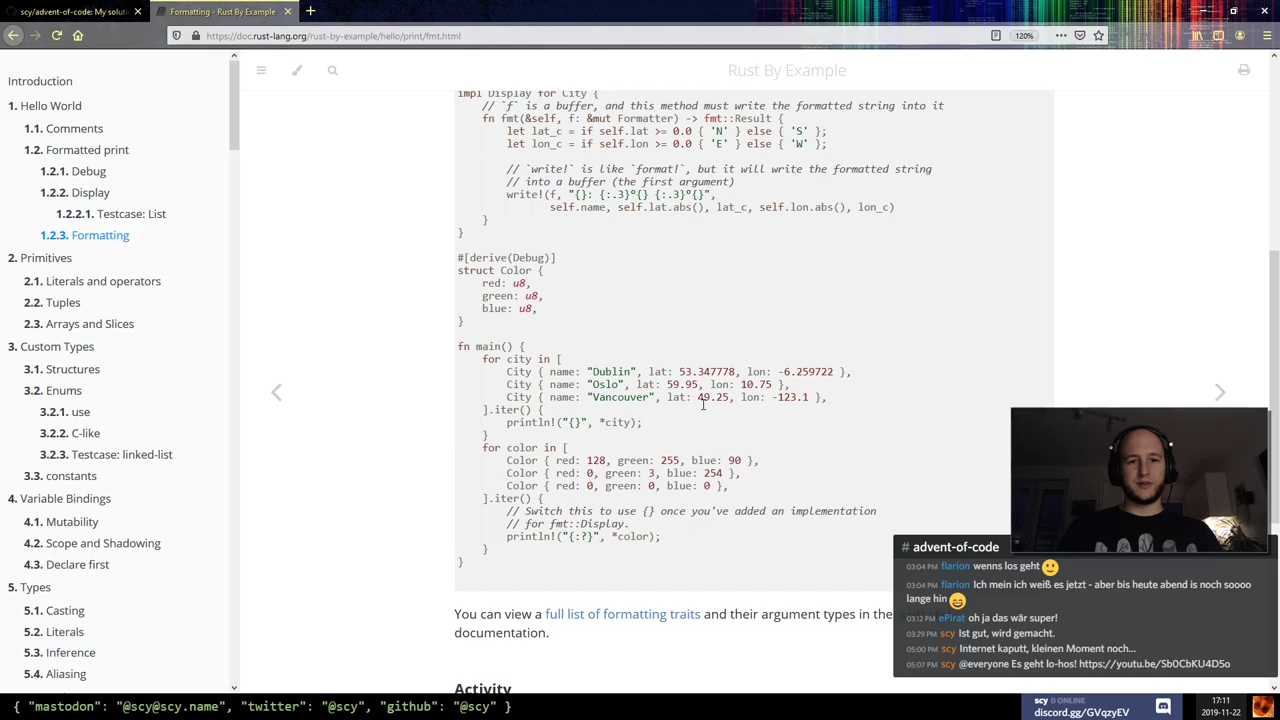 scy/advent-of-code: My soluti
Formatting - Rust By Example
https://doc.rust-lang.org/rust-by-example/hello/print/fmt.html
120%
Introduction
1. Hello World
1.1. Comments
1.2. Formatted print
1.2.1. Debug
1.2.2. Display
1.2.2.1. Testcase: List
1.2.3. Formatting
2. Primitives
2.1. Literals and operators
2.2. Tuples
2.3. Arrays and Slices
3. Custom Types
3.1. Structures
3.2. Enums
3.2.1. use
3.2.2. C-like
3.2.3. Testcase: linked-list
3.3. constants
4. Variable Bindings
4.1. Mutability
4.2. Scope and Shadowing
4.3. Declare first
5. Types
5.1. Casting
5.2. Literals
5.3. Inference
5.4. Aliasing
Rust By Example
impl Display for City {
// `f` is a buffer, and this method must write the formatted string into it
fn fmt(&self, f: &mut Formatter) -> fmt::Result {
let lat_c = if self.lat >= 0.0 { 'N' } else { 'S' };
let lon_c = if self.lon >= 0.0 { 'E' } else { 'W' };
// `write!` is like `format!`, but it will write the formatted string
// into a buffer (the first argument)
write!(f, "{}: {:.3}°{} {:.3}°{}",
self.name, self.lat.abs(), lat_c, self.lon.abs(), lon_c)
}
}
#[derive(Debug)]
struct Color {
red: u8,
green: u8,
blue: u8,
}
fn main() {
for city in [
City { name: "Dublin", lat: 53.347778, lon: -6.259722 },
City { name: "Oslo", lat: 59.95, lon: 10.75 },
City { name: "Vancouver", lat: 49.25, lon: -123.1 },
].iter() {
println!("{}", *city);
}
for color in [
Color { red: 128, green: 255, blue: 90 },
Color { red: 0, green: 3, blue: 254 },
Color { red: 0, green: 0, blue: 0 },
].iter() {
// Switch this to use {} once you've added an implementation
// for fmt::Display.
println!("{:?}", *color);
}
}
You can view a full list of formatting traits and their argument types in the
documentation.
Activity
# advent-of-code
03:04 PM flarion wenns los geht
03:04 PM flarion Ich mein ich weiß es jetzt - aber bis heute abend is noch soooo
lange hin
03:12 PM ePirat oh ja das wär super!
03:29 PM scy Ist gut, wird gemacht.
05:00 PM scy Internet kaputt, kleinen Moment noch...
05:07 PM scy @everyone Es geht lo-hos! https://youtu.be/Sb0CbKU4D5o
{ "mastodon": "@scy@scy.name", "twitter": "@scy", "github": "@scy" }
scy 0 ONLINE
discord.gg/GVqzyEV
17:11
2019-11-22